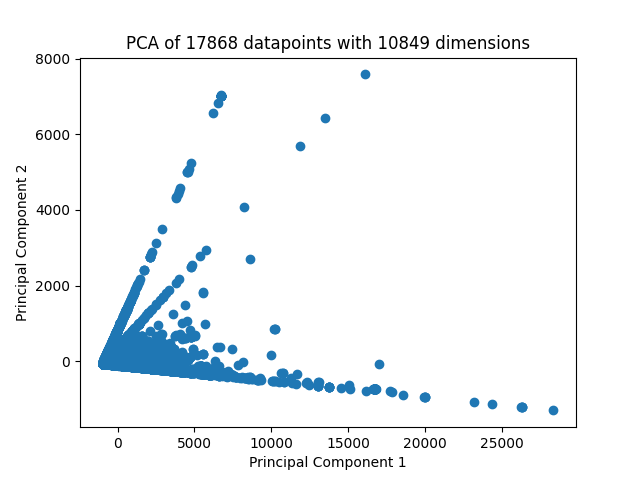 PCA of 17868 datapoints with 10849 dimensions
8000
6000
4000
2000
0
Principal Component 2
0 5000 10000 15000 20000 25000
Principal Component 1